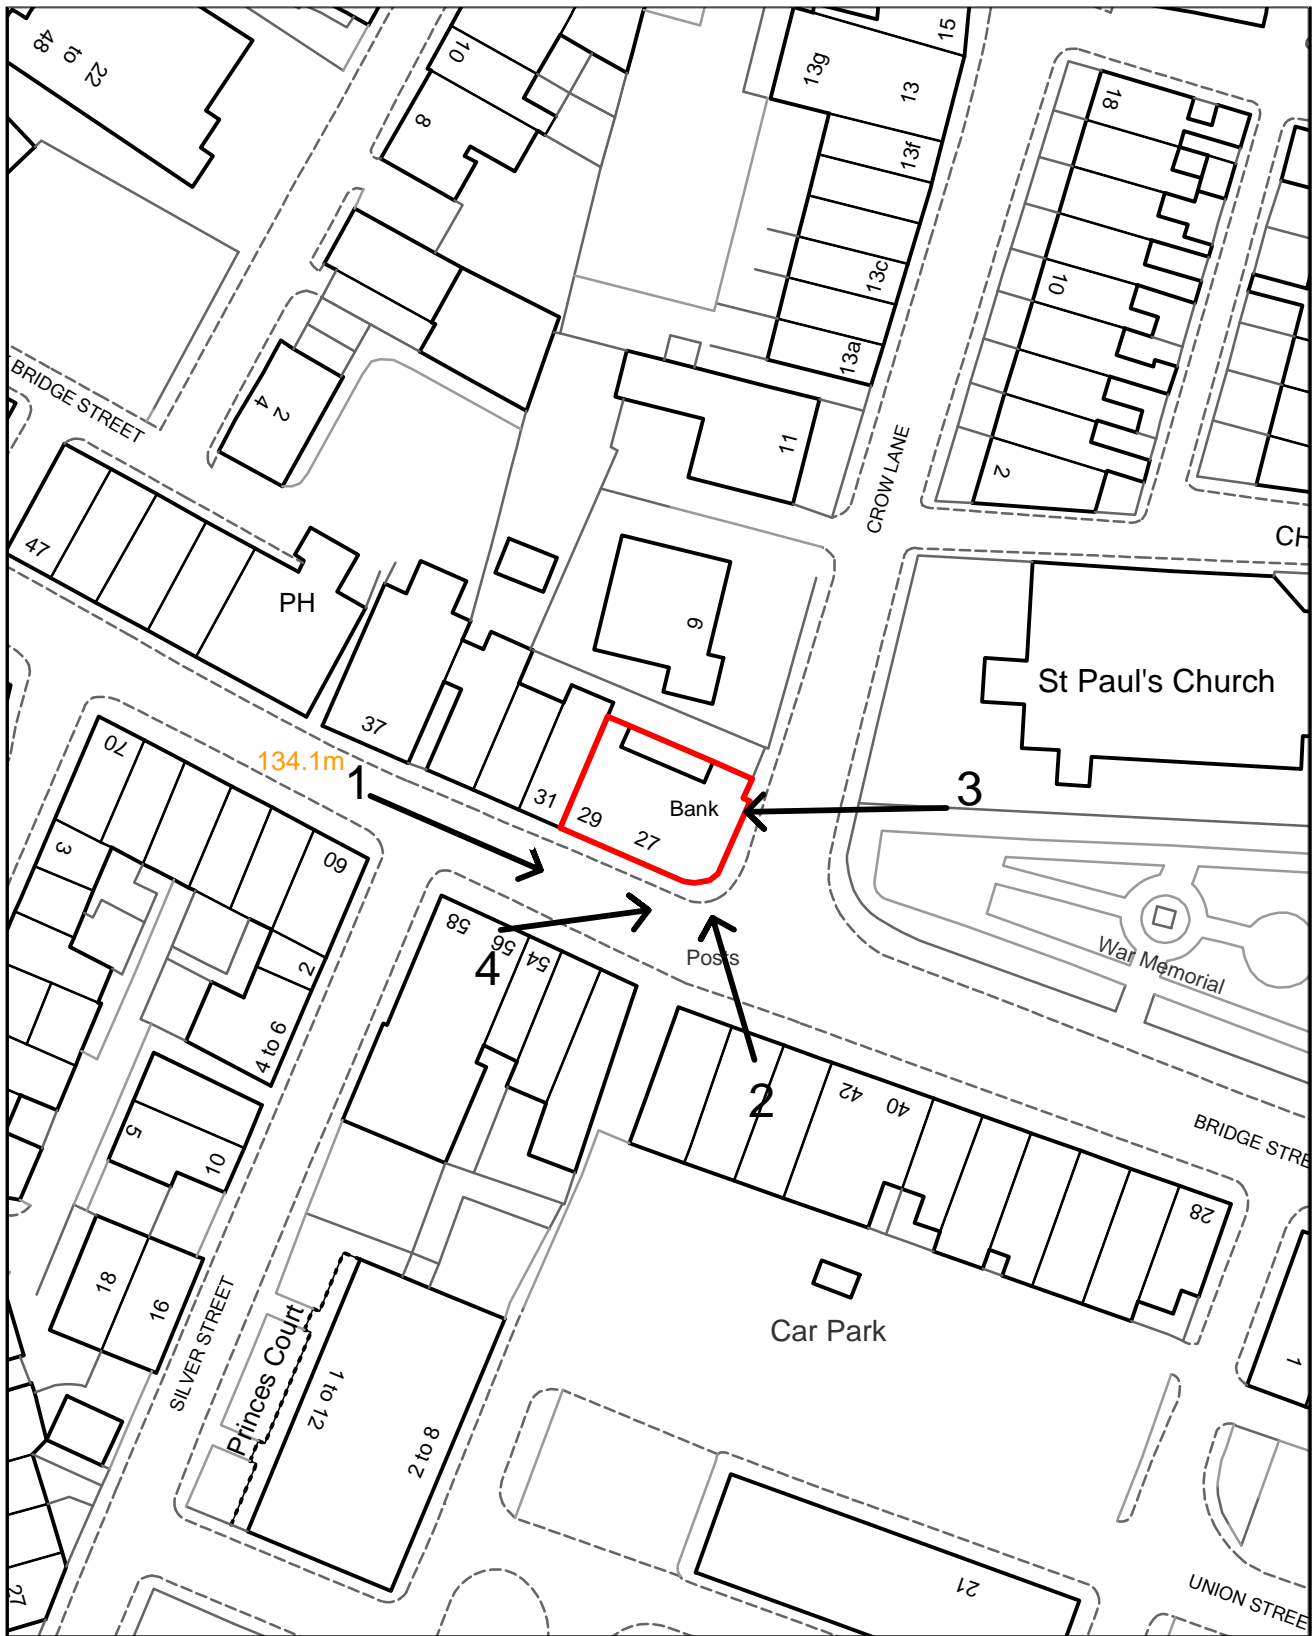 48
to
22
10
8
13g
15
13
13f
13c
13a
18
10
2
11
BRIDGE STREET
2
4
CROW LANE
47
PH
CH
6
St Paul's Church
37
70
134.1m
1
31
29
27
Bank
3
3
60
58
56
54
4
Posts
War Memorial
2
4 to 6
2
42
40
BRIDGE STRE
5
10
28
18
16
SILVER STREET
Princes Court
1 to 12
2 to 8
Car Park
1
21
27
UNION STREE